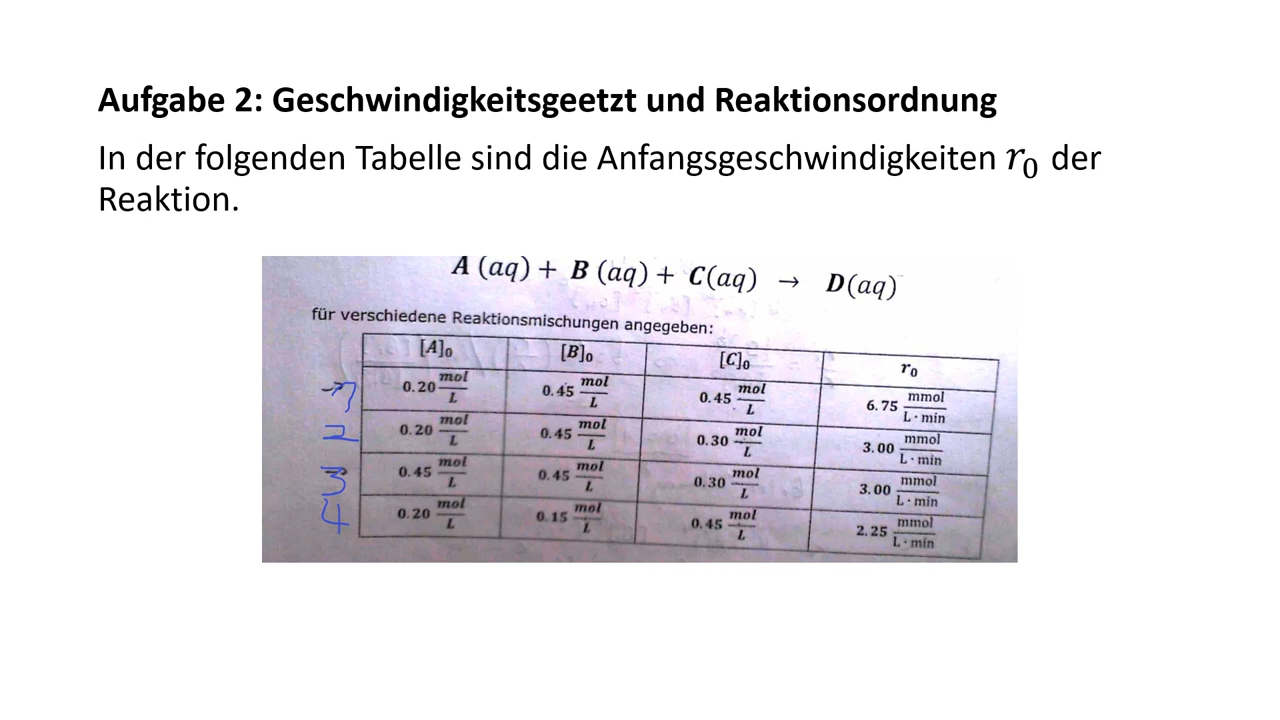 Aufgabe 2: Geschwindigkeitsgeetzt und Reaktionsordnung
In der folgenden Tabelle sind die Anfangsgeschwindigkeiten r₀ der
Reaktion.
A (aq) + B (aq) + C(aq) → D(aq)
für verschiedene Reaktionsmischungen angegeben:
[A]₀ [B]₀ [C]₀ r₀
1 0.20 mol/L 0.45 mol/L 0.45 mol/L 6.75 mmol/L·min
2 0.20 mol/L 0.45 mol/L 0.30 mol/L 3.00 mmol/L·min
3 0.45 mol/L 0.45 mol/L 0.30 mol/L 3.00 mmol/L·min
4 0.20 mol/L 0.15 mol/L 0.45 mol/L 2.25 mmol/L·min